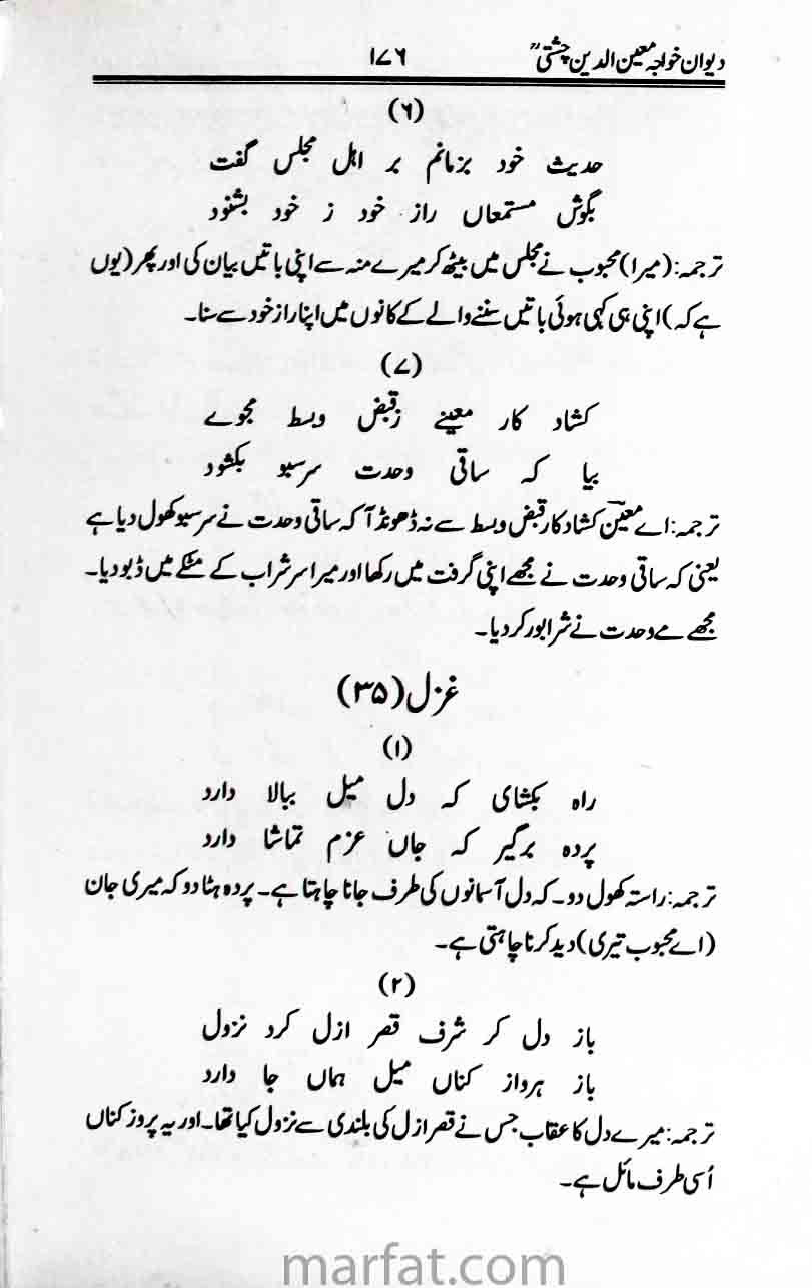 دیوان خواجہ معین الدین چشتیؒ ۱۷۶
(۶)
حدیث خود بزمانم بر اہل مجلس گفت
بگوش مستمعاں راز خود ز خود بشنود
ترجمہ: (میرا) محبوب نے مجلس میں بیٹھ کر میرے منہ سے اپنی باتیں بیان کی اور پھر (یوں
ہے کہ) اپنی ہی کہی ہوئی باتیں سننے والے کے کانوں میں اپنا راز خود سے سنا۔
(۷)
کشاد کار معینے زقبض وبسط مجوے
بیا کہ ساقی وحدت سرسبو بکشود
ترجمہ: اے معینؔ کشاد کار قبض وبسط سے نہ ڈھونڈ آ کہ ساقی وحدت نے سر سبو کھول دیا ہے
یعنی کہ ساقی وحدت نے مجھے اپنی گرفت میں رکھا اور میرا سر شراب کے مٹکے میں ڈبو دیا۔
مجھے مے وحدت نے شرابور کر دیا۔
غزل (۳۵)
(۱)
راہ بکشای کہ دل میل ببالا دارد
پردہ برگیر کہ جاں عزم تماشا دارد
ترجمہ: راستہ کھول دو۔ کہ دل آسمانوں کی طرف جانا چاہتا ہے۔ پردہ ہٹا دو کہ میری جان
(اے محبوب تیری) دید کرنا چاہتی ہے۔
(۲)
باز دل کر شرف قصر ازل کرد نزول
باز ہرواز کناں میل ہماں جا دارد
ترجمہ: میرے دل کا عقاب جس نے قصر ازل کی بلندی سے نزول کیا تھا۔ اور یہ پروز کناں
اُسی طرف مائل ہے۔
marfat.com